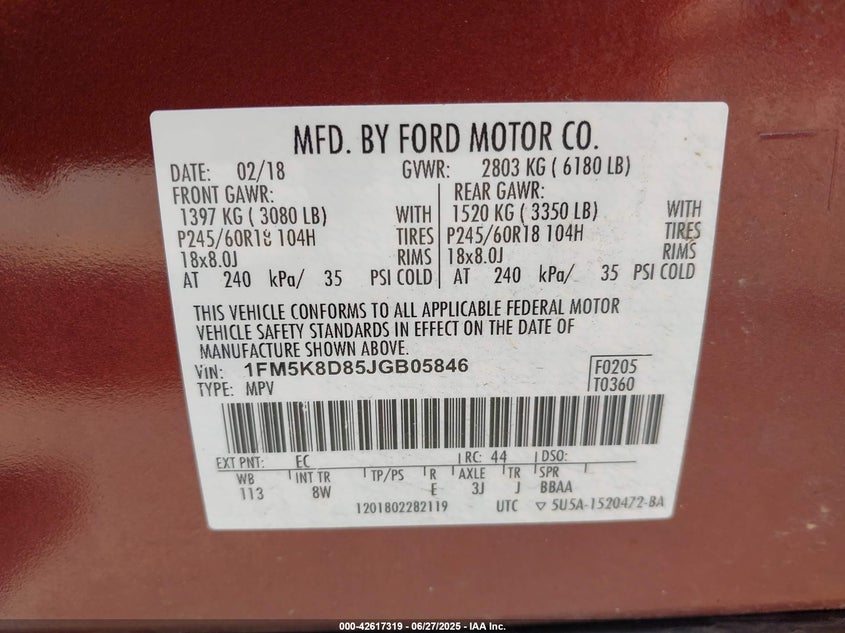 MFD. BY FORD MOTOR CO.
DATE: 02/18 GVWR: 2803 KG ( 6180 LB)
FRONT GAWR: REAR GAWR:
1397 KG ( 3080 LB) WITH 1520 KG ( 3350 LB) WITH
P245/60R18 104H TIRES P245/60R18 104H TIRES
18x8.0J RIMS 18x8.0J RIMS
AT 240 kPa/ 35 PSI COLD AT 240 kPa/ 35 PSI COLD
THIS VEHICLE CONFORMS TO ALL APPLICABLE FEDERAL MOTOR
VEHICLE SAFETY STANDARDS IN EFFECT ON THE DATE OF
MANUFACTURE SHOWN ABOVE.
VIN: 1FM5K8D85JGB05846 F0205
TYPE: MPV T0360
EXT PNT: EC RC: 44 DSO:
WB INT TR TP/PS R AXLE TR SPR
113 8W E 3J J BBAA
1201802282119 UTC ▽ 5U5A-1520472-BA
000-42617319 - 06/27/2025 - IAA Inc.